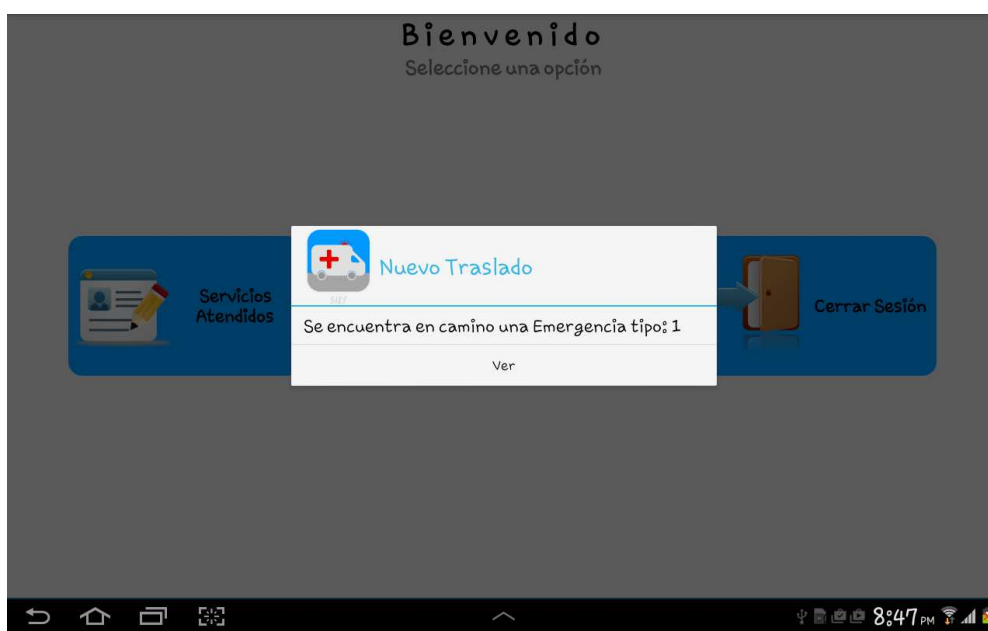 Bienvenido
Seleccione una opción
Nuevo Traslado
Servicios
Atendidos
Cerrar Sesión
Se encuentra en camino una Emergencia tipo: 1
Ver
8:47 PM